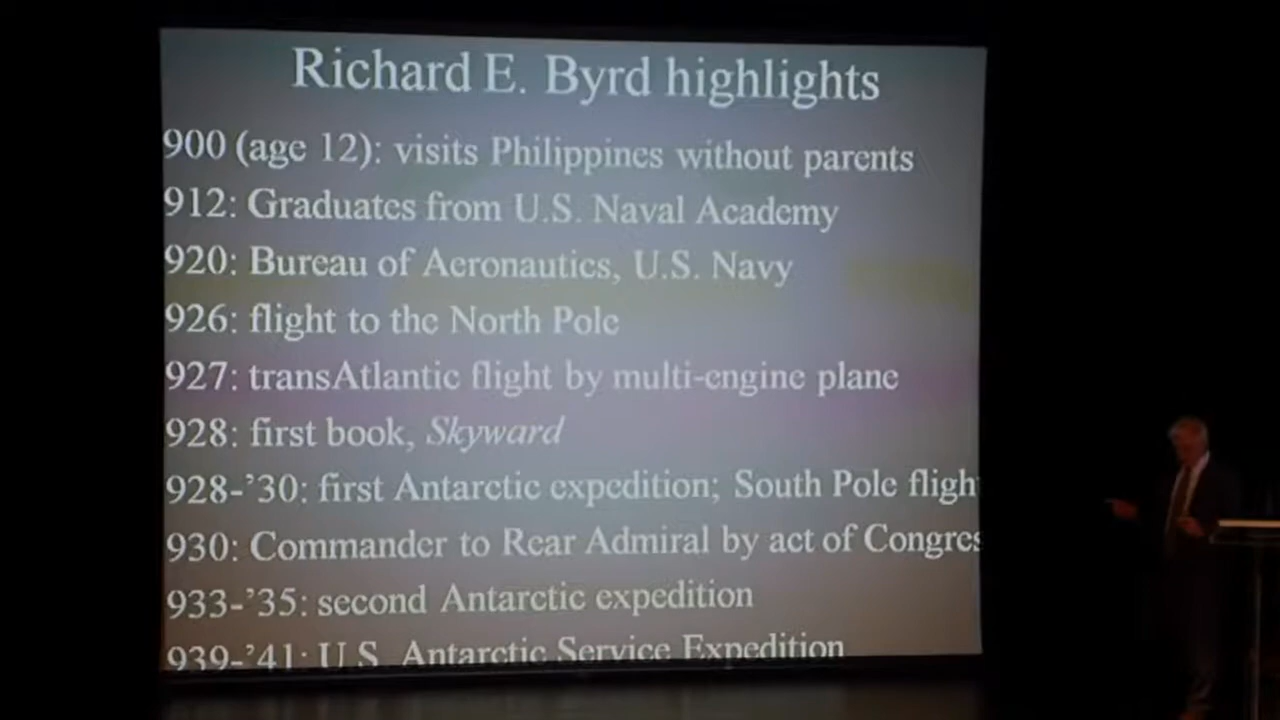 Richard E. Byrd highlights
900 (age 12): visits Philippines without parents
912: Graduates from U.S. Naval Academy
920: Bureau of Aeronautics, U.S. Navy
926: flight to the North Pole
927: transAtlantic flight by multi-engine plane
928: first book, Skyward
928-’30: first Antarctic expedition; South Pole fligh
930: Commander to Rear Admiral by act of Congres
933-’35: second Antarctic expedition
939-’41: U.S. Antarctic Service Expedition